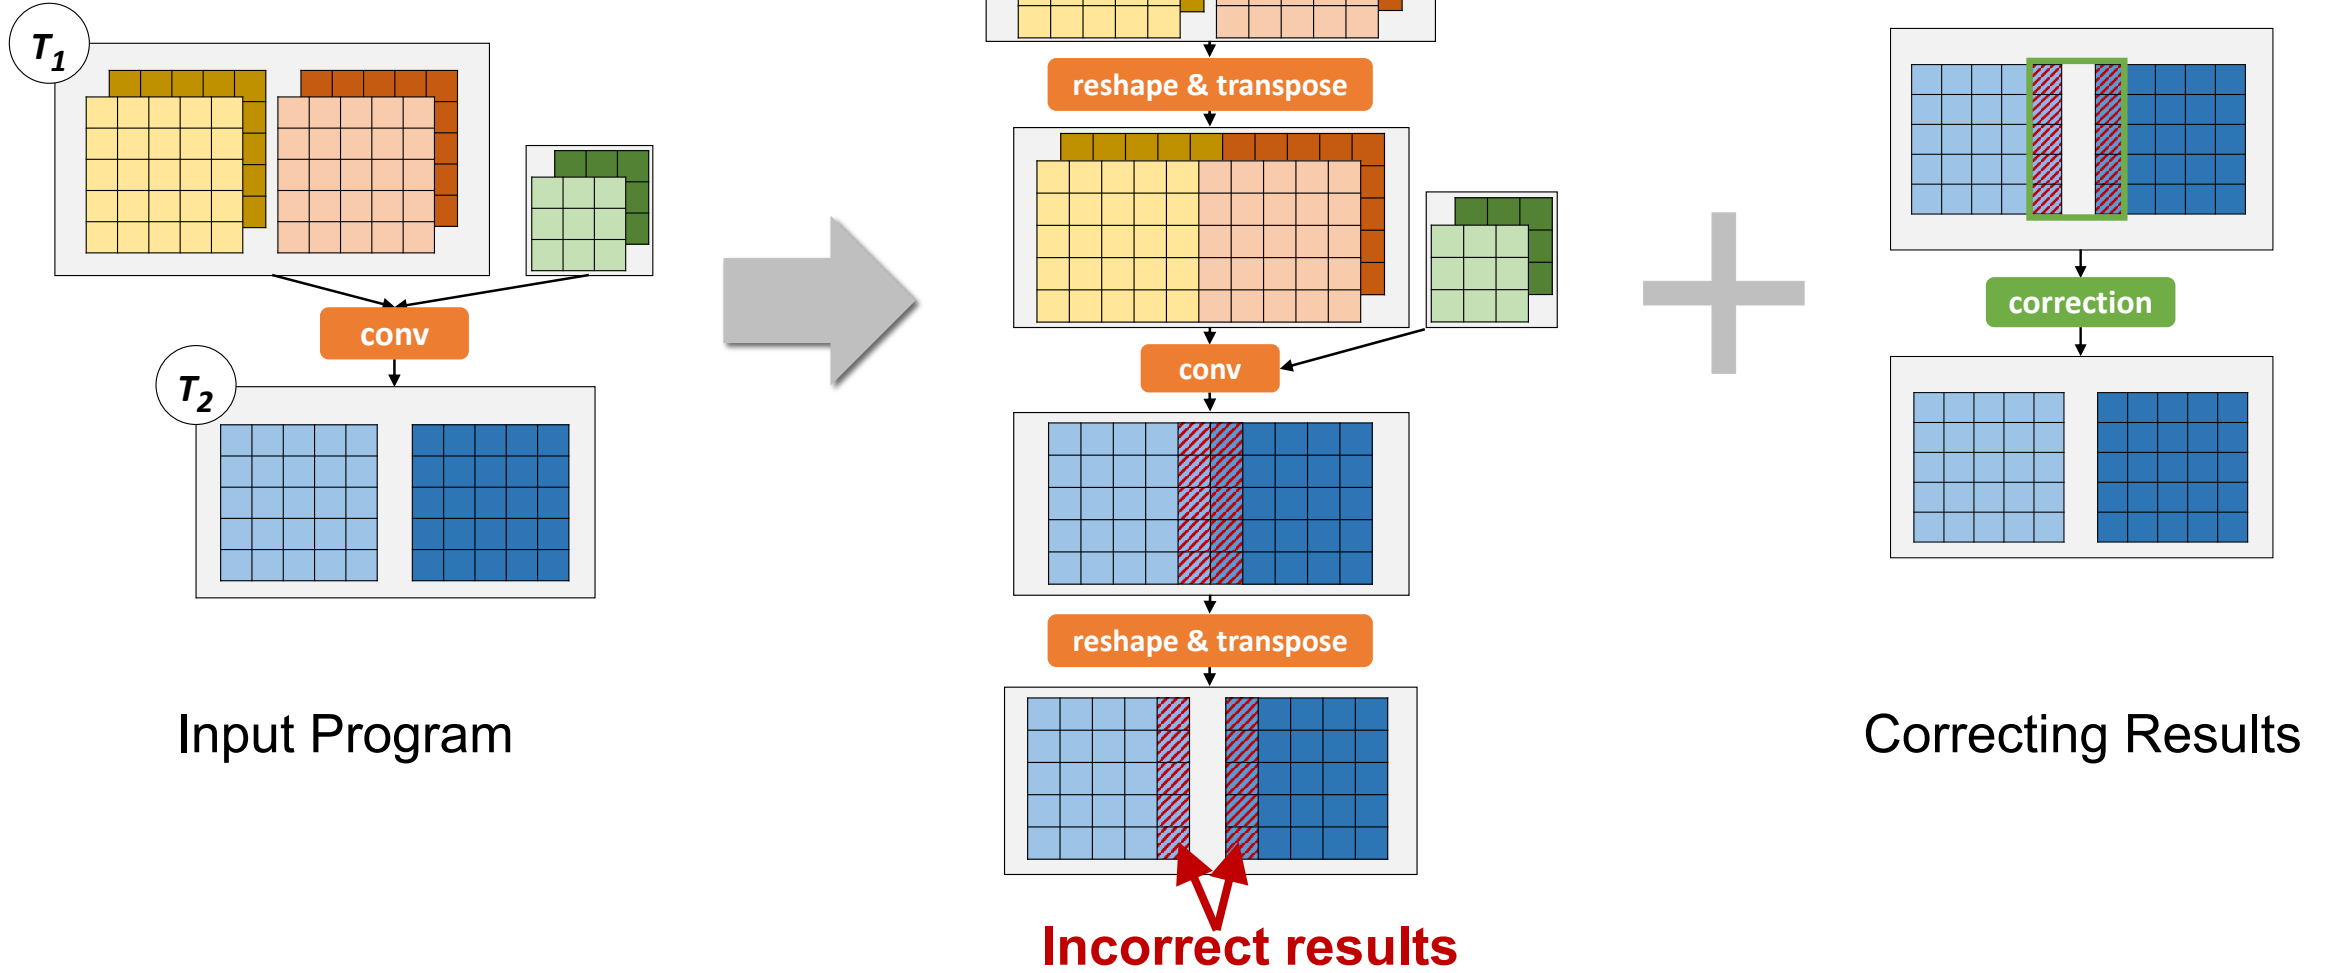 T1
conv
T2
Input Program
reshape & transpose
conv
reshape & transpose
Incorrect results
correction
Correcting Results